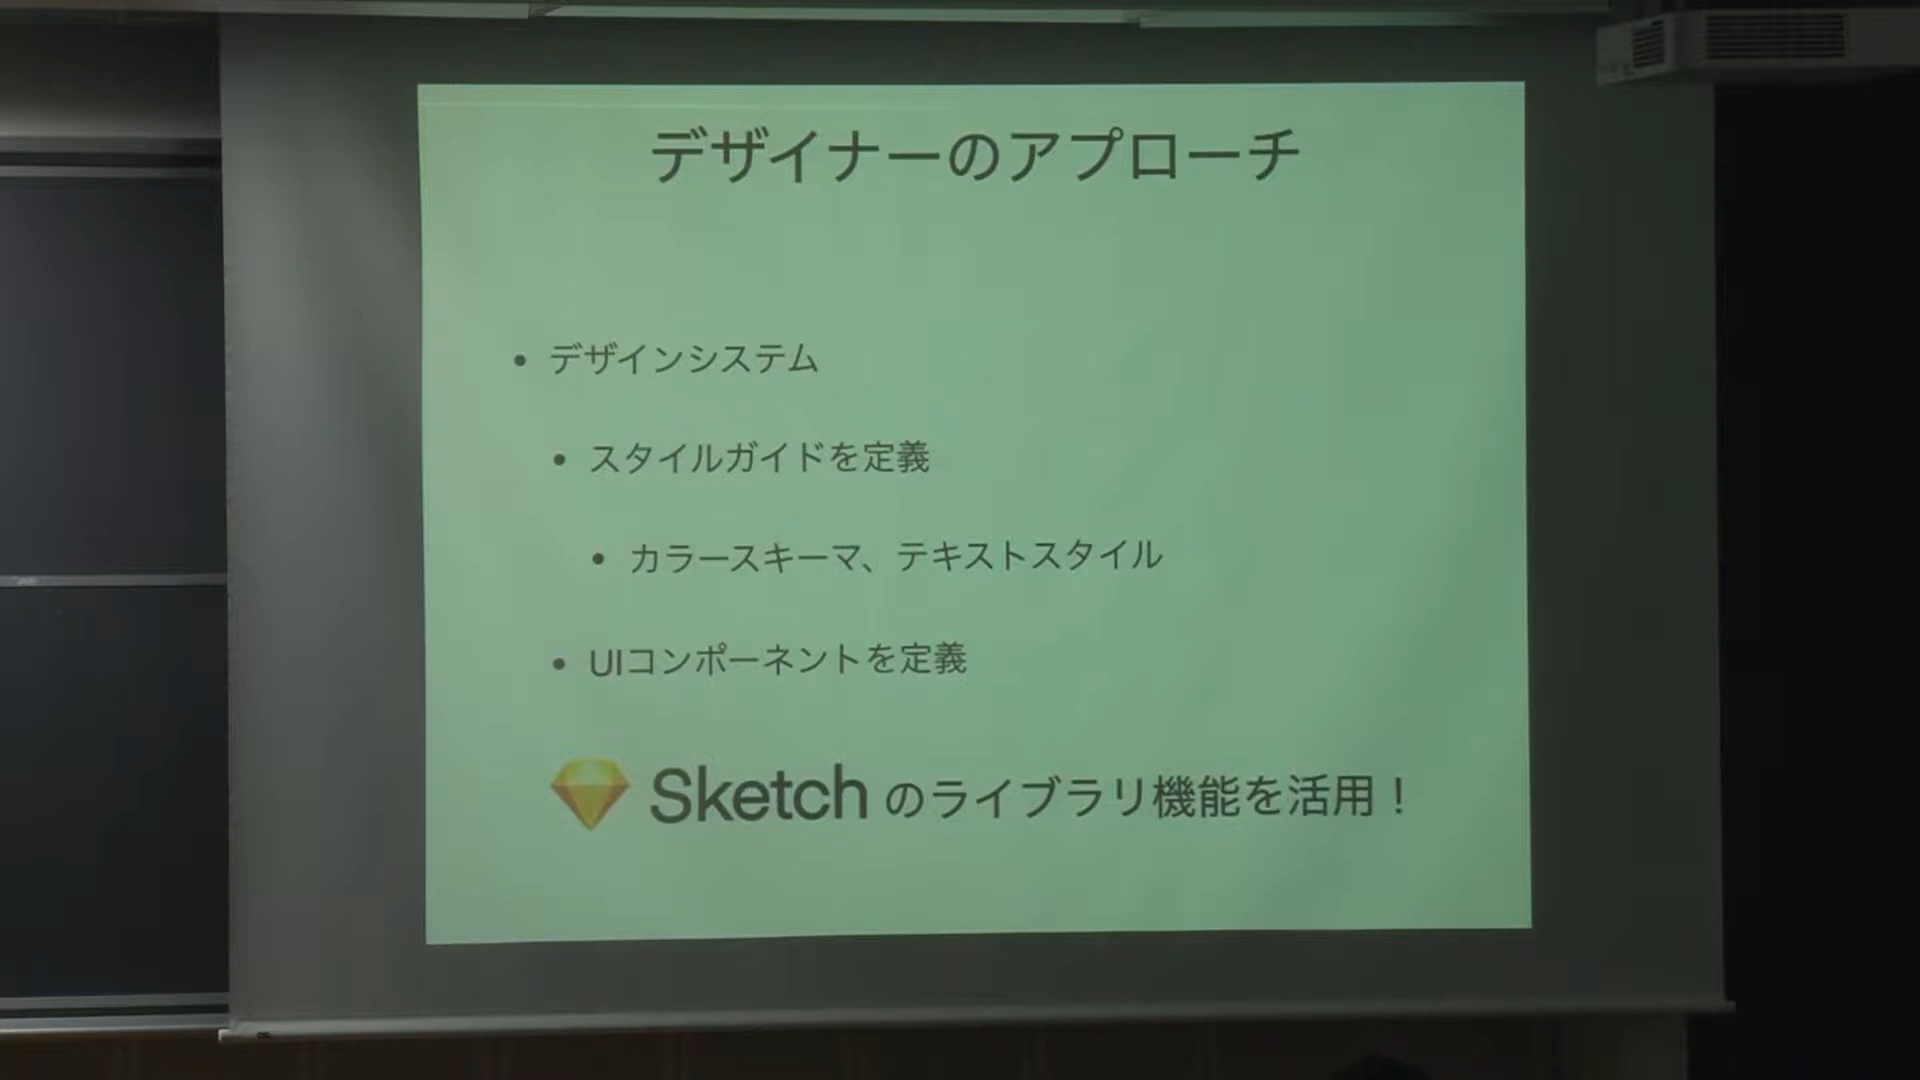 デザイナーのアプローチ
• デザインシステム
• スタイルガイドを定義
• カラースキーマ、テキストスタイル
• UIコンポーネントを定義
Sketch のライブラリ機能を活用！